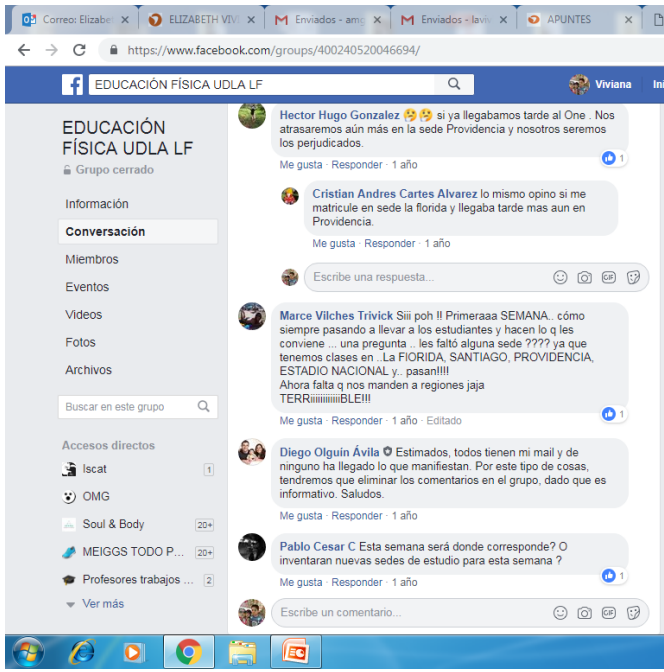 Correo: Elizabet
ELIZABETH VIVI
Enviados - amg
Enviados - lavis
APUNTES
https://www.facebook.com/groups/400240520046694/
EDUCACIÓN FÍSICA UDLA LF
Viviana
Ini
EDUCACIÓN
FÍSICA UDLA LF
Grupo cerrado
Información
Conversación
Miembros
Eventos
Videos
Fotos
Archivos
Buscar en este grupo
Accesos directos
Iscat 1
OMG
Soul & Body 20+
MEIGGS TODO P... 20+
Profesores trabajos ... 2
Ver más
Hector Hugo Gonzalez 🤔🤔 si ya llegabamos tarde al One . Nos
atrasaremos aún más en la sede Providencia y nosotros seremos
los perjudicados.
1
Me gusta · Responder · 1 año
Cristian Andres Cartes Alvarez lo mismo opino si me
matricule en sede la florida y llegaba tarde mas aun en
Providencia.
Me gusta · Responder · 1 año
Escribe una respuesta...
GIF
Marce Vilches Trivick Siii poh !! Primeraaa SEMANA.. cómo
siempre pasando a llevar a los estudiantes y hacen lo q les
conviene ... una pregunta .. les faltó alguna sede ???? ya que
tenemos clases en ..La FlORIDA, SANTIAGO, PROVIDENCIA,
ESTADIO NACIONAL y.. pasan!!!!
Ahora falta q nos manden a regiones jaja
TERRiiiiiiiiiiiiBLE!!!
1
Me gusta · Responder · 1 año · Editado
Diego Olguín Ávila Estimados, todos tienen mi mail y de
ninguno ha llegado lo que manifiestan. Por este tipo de cosas,
tendremos que eliminar los comentarios en el grupo, dado que es
informativo. Saludos.
Me gusta · Responder · 1 año
Pablo Cesar C Esta semana será donde corresponde? O
inventaran nuevas sedes de estudio para esta semana ?
1
Me gusta · Responder · 1 año
Escribe un comentario...
GIF